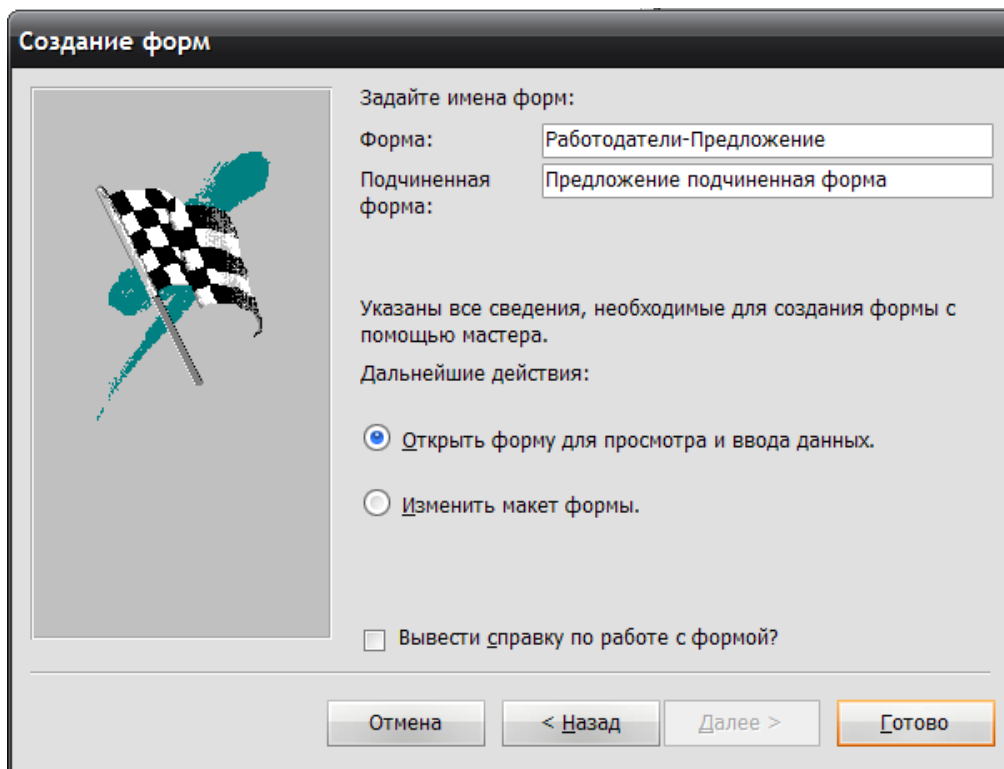 Создание форм
Задайте имена форм:
Форма:
Работодатели-Предложение
Подчиненная
форма:
Предложение подчиненная форма
Указаны все сведения, необходимые для создания формы с
помощью мастера.
Дальнейшие действия:
Открыть форму для просмотра и ввода данных.
Изменить макет формы.
Вывести справку по работе с формой?
Отмена
< Назад
Далее >
Готово